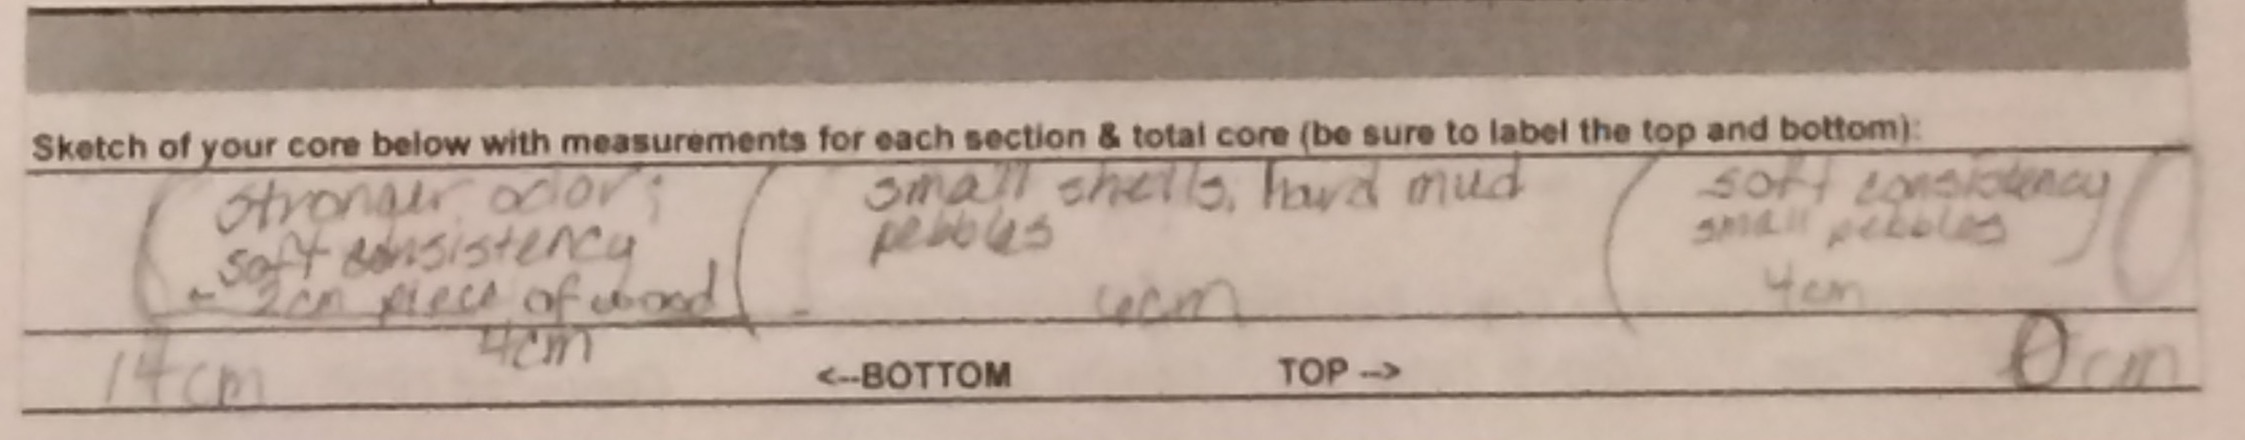 Sketch of your core below with measurements for each section & total core (be sure to label the top and bottom):
stronger odor;
soft consistency
- 2cm piece of wood
4cm
small shells, hard mud
pebbles
6cm
soft consistency
small pebbles
4cm
14cm
<--BOTTOM TOP -->
0cm